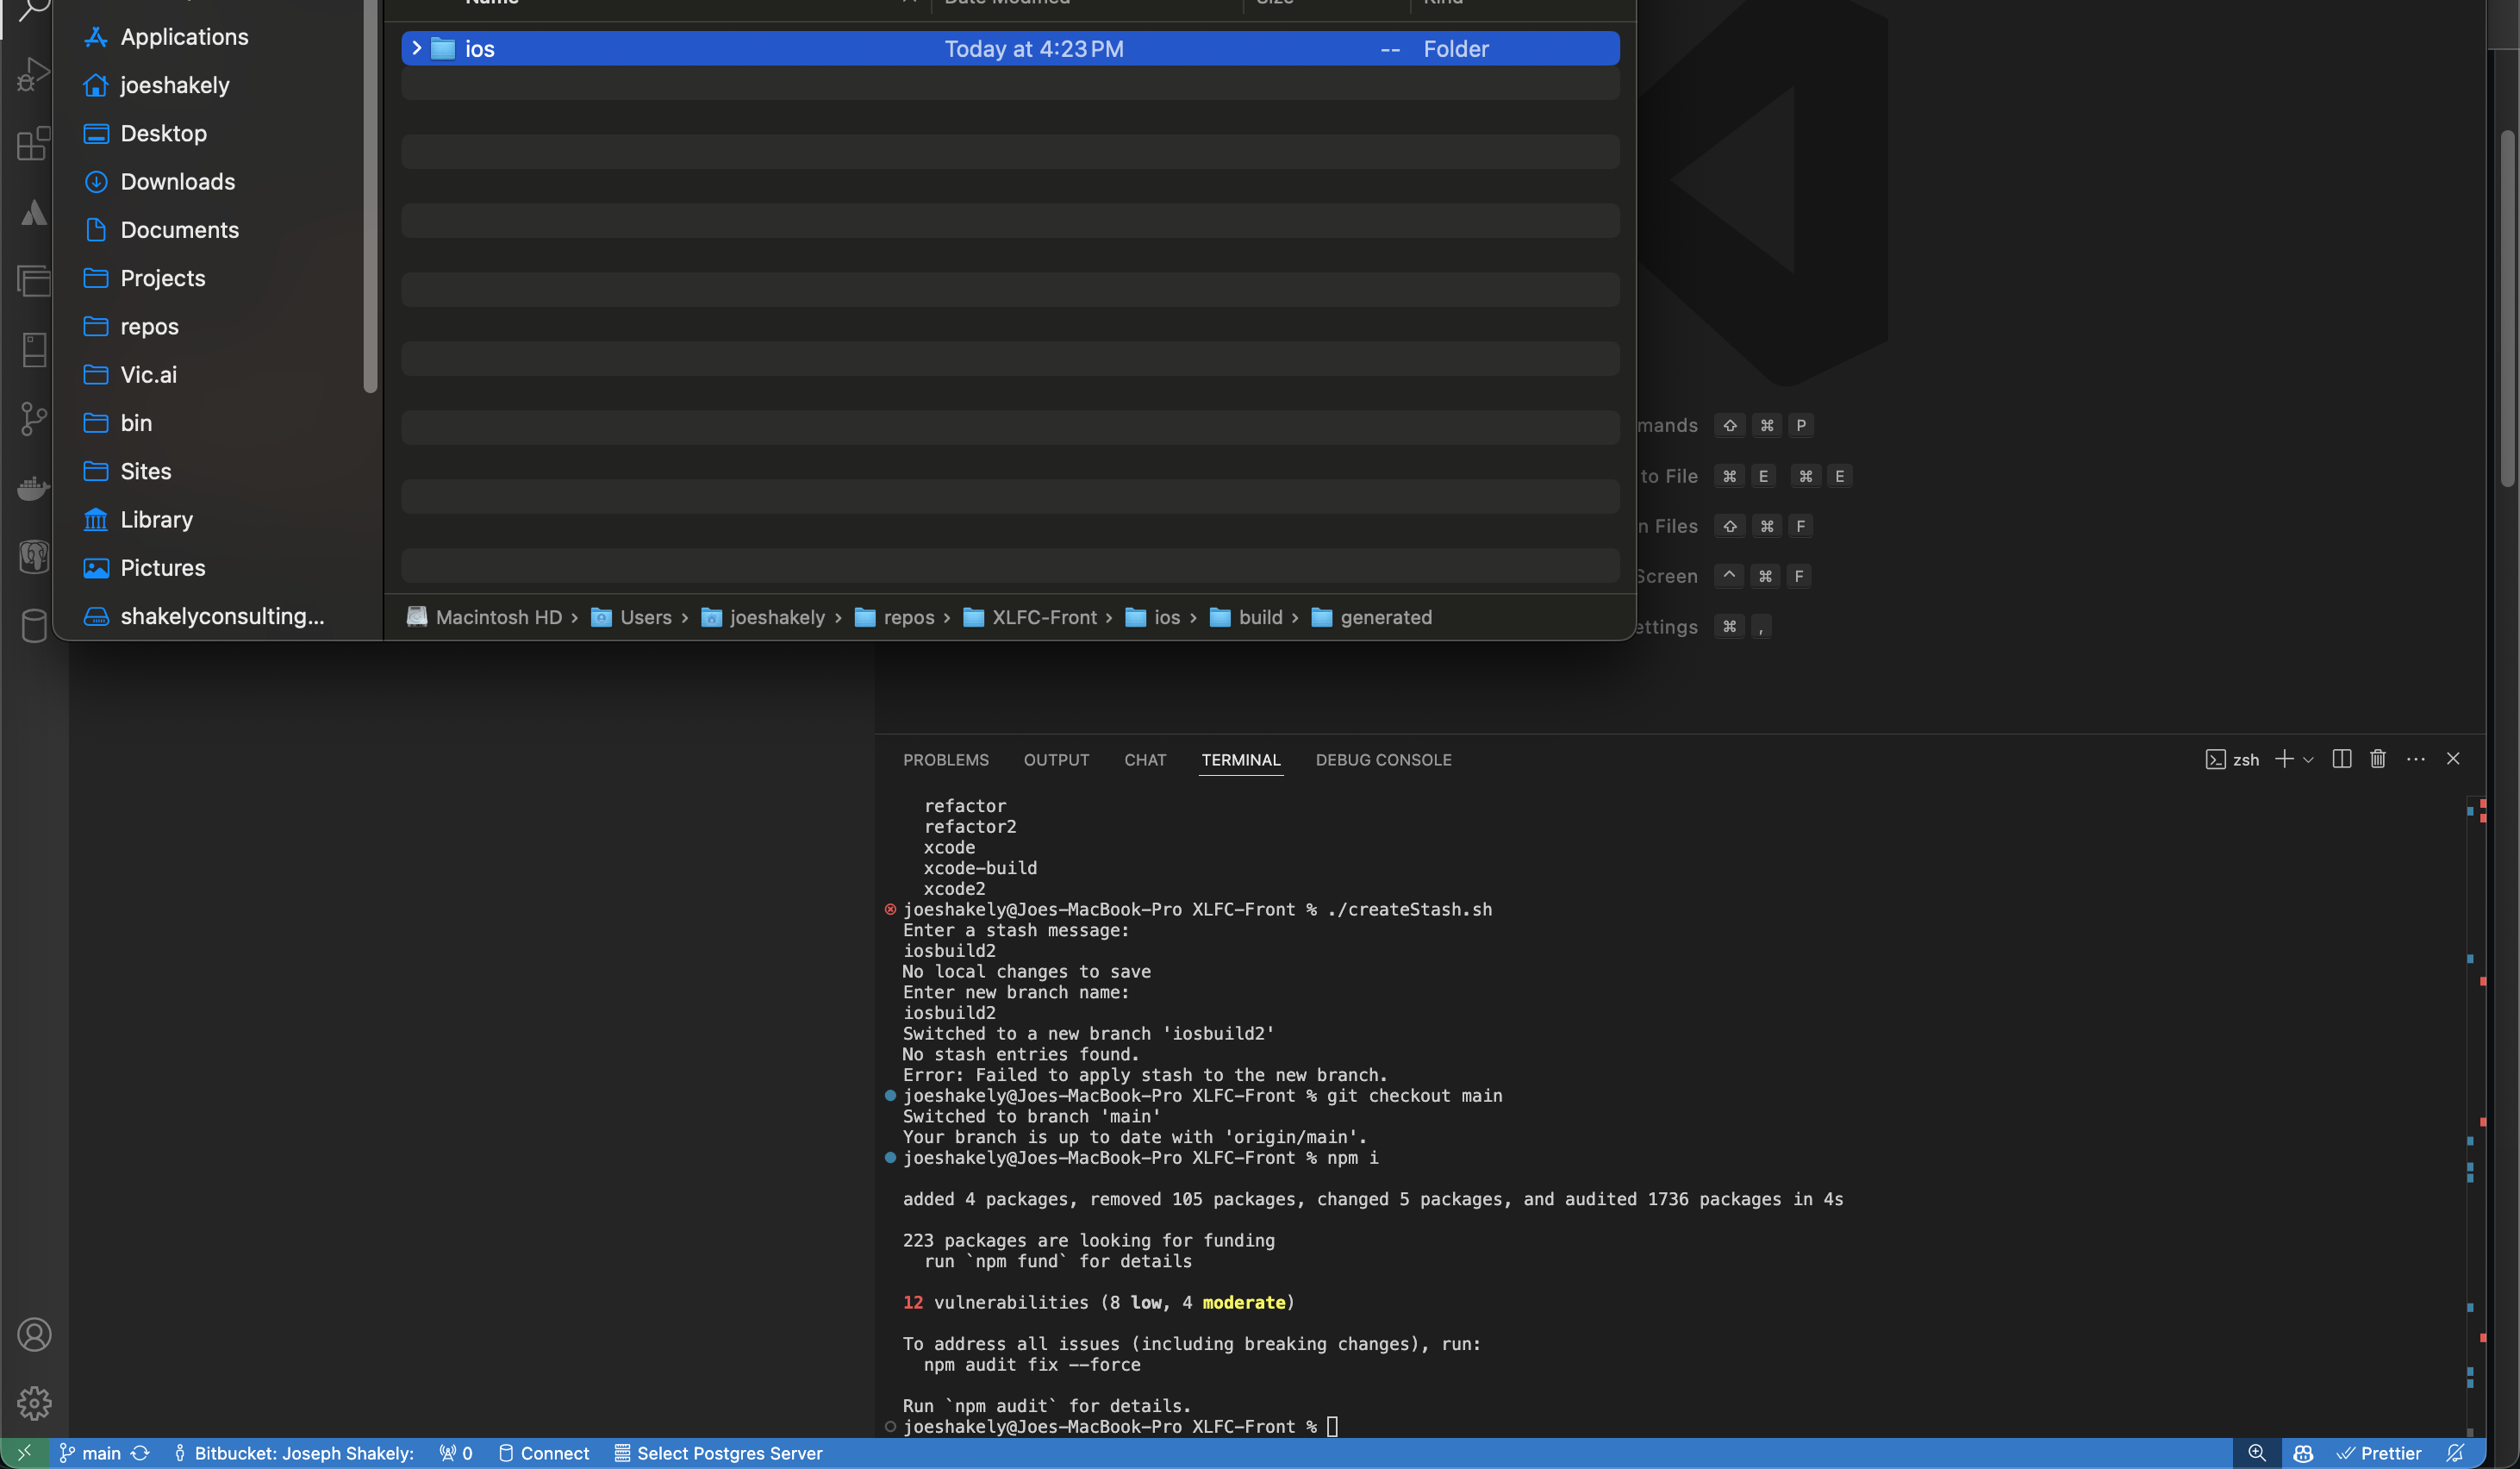 Name Date Modified Size Kind
Applications
ios Today at 4:23 PM -- Folder
joeshakely
Desktop
Downloads
Documents
Projects
repos
Vic.ai
bin
Sites
Library
Pictures
shakelyconsulting...
Macintosh HD › Users › joeshakely › repos › XLFC-Front › ios › build › generated
mands ⇧ ⌘ P
to File ⌘ E ⌘ E
n Files ⇧ ⌘ F
Screen ^ ⌘ F
ettings ⌘ ,
PROBLEMS OUTPUT CHAT TERMINAL DEBUG CONSOLE zsh
refactor
refactor2
xcode
xcode-build
xcode2
joeshakely@Joes-MacBook-Pro XLFC-Front % ./createStash.sh
Enter a stash message:
iosbuild2
No local changes to save
Enter new branch name:
iosbuild2
Switched to a new branch 'iosbuild2'
No stash entries found.
Error: Failed to apply stash to the new branch.
joeshakely@Joes-MacBook-Pro XLFC-Front % git checkout main
Switched to branch 'main'
Your branch is up to date with 'origin/main'.
joeshakely@Joes-MacBook-Pro XLFC-Front % npm i
added 4 packages, removed 105 packages, changed 5 packages, and audited 1736 packages in 4s
223 packages are looking for funding
run `npm fund` for details
12 vulnerabilities (8 low, 4 moderate)
To address all issues (including breaking changes), run:
npm audit fix --force
Run `npm audit` for details.
joeshakely@Joes-MacBook-Pro XLFC-Front %
main Bitbucket: Joseph Shakely: 0 Connect Select Postgres Server Prettier